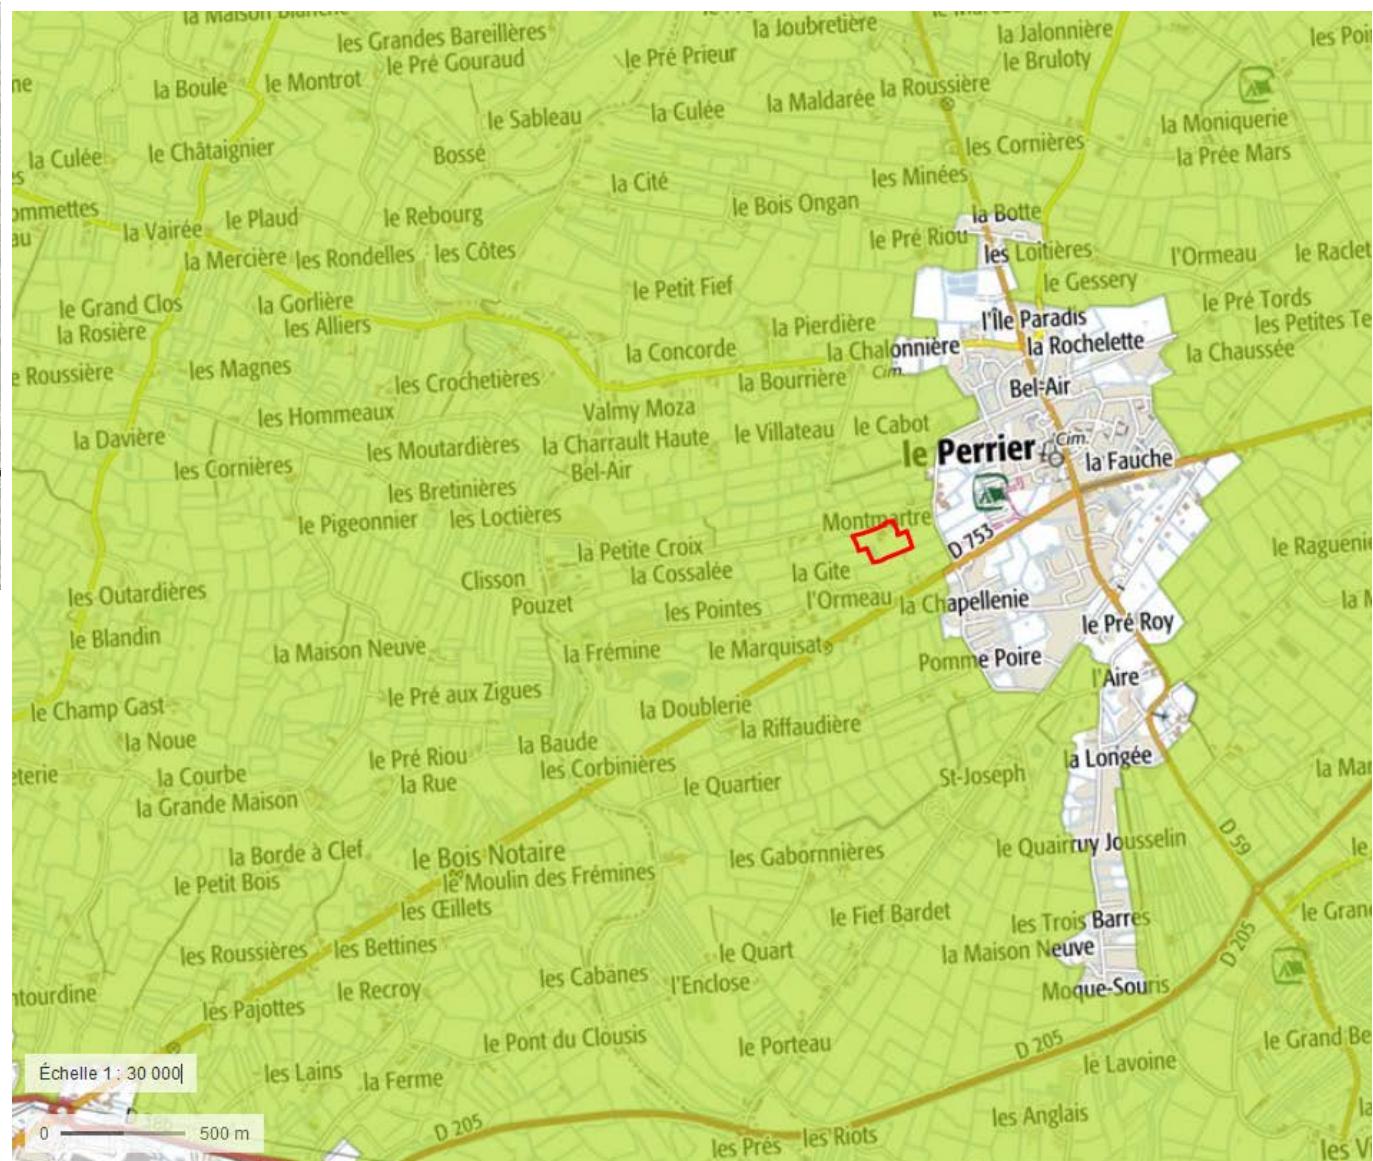 la Maison Blanche
les Grandes Bareillères
la Joubretière
la Jalonnière
le Pré Gouraud
le Pré Prieur
le Bruloty
la Boule
le Montrot
la Roussière
la Maldarée
le Sableau
la Culée
la Moniquerie
la Culée
le Châtaignier
Bossé
les Cornières
la Prée Mars
la Cité
les Minées
ommettes
le Plaud
le Rebourg
le Bois Ongan
la Botte
la Vairée
le Pré Riou
les Loitières
l'Ormeau
le Raclet
la Mercière
les Rondelles
les Côtes
le Gessery
le Grand Clos
la Gorlière
le Petit Fief
le Pré Tords
la Rosière
les Alliers
la Pierdière
l'Île Paradis
les Petites Te
la Concorde
la Chalonnière
la Rochelette
la Chaussée
e Roussière
les Magnes
les Crochetières
la Bourrière
Cim.
Bel-Air
les Hommeaux
Valmy Moza
la Davière
les Moutardières
la Charrault Haute
le Villateau
le Cabot
le Perrier
Cim.
la Fauche
les Cornières
Bel-Air
les Bretinières
le Pigeonnier
les Loctières
Montmartre
D 753
la Petite Croix
le Raguenie
Clisson
la Cossalée
la Gite
les Outardières
Pouzet
les Pointes
l'Ormeau
la Chapellenie
le Blandin
le Pré Roy
la Maison Neuve
la Frémine
le Marquisat
Pomme Poire
l'Aire
le Champ Gast
le Pré aux Zigues
la Doublerie
la Riffaudière
la Noue
la Baude
la Longée
eterie
la Courbe
le Pré Riou
les Corbinières
la Grande Maison
la Rue
le Quartier
St-Joseph
la Mar
D 59
la Borde à Clef
le Bois Notaire
les Gabornnières
le Quairruy Jousselin
le
le Petit Bois
le Moulin des Frémines
les Œillets
le Fief Bardet
les Trois Barres
le Gran
les Roussières
les Bettines
le Quart
la Maison Neuve
D 205
ntourdine
le Recroy
les Cabanes
l'Enclose
Moque-Souris
les Pajottes
le Pont du Clousis
le Porteau
D 205
le Grand Be
Échelle 1 : 30 000
les Lains
la Ferme
le Lavoine
0
500 m
D 205
les Prés
les Riots
les Anglais
les Vi